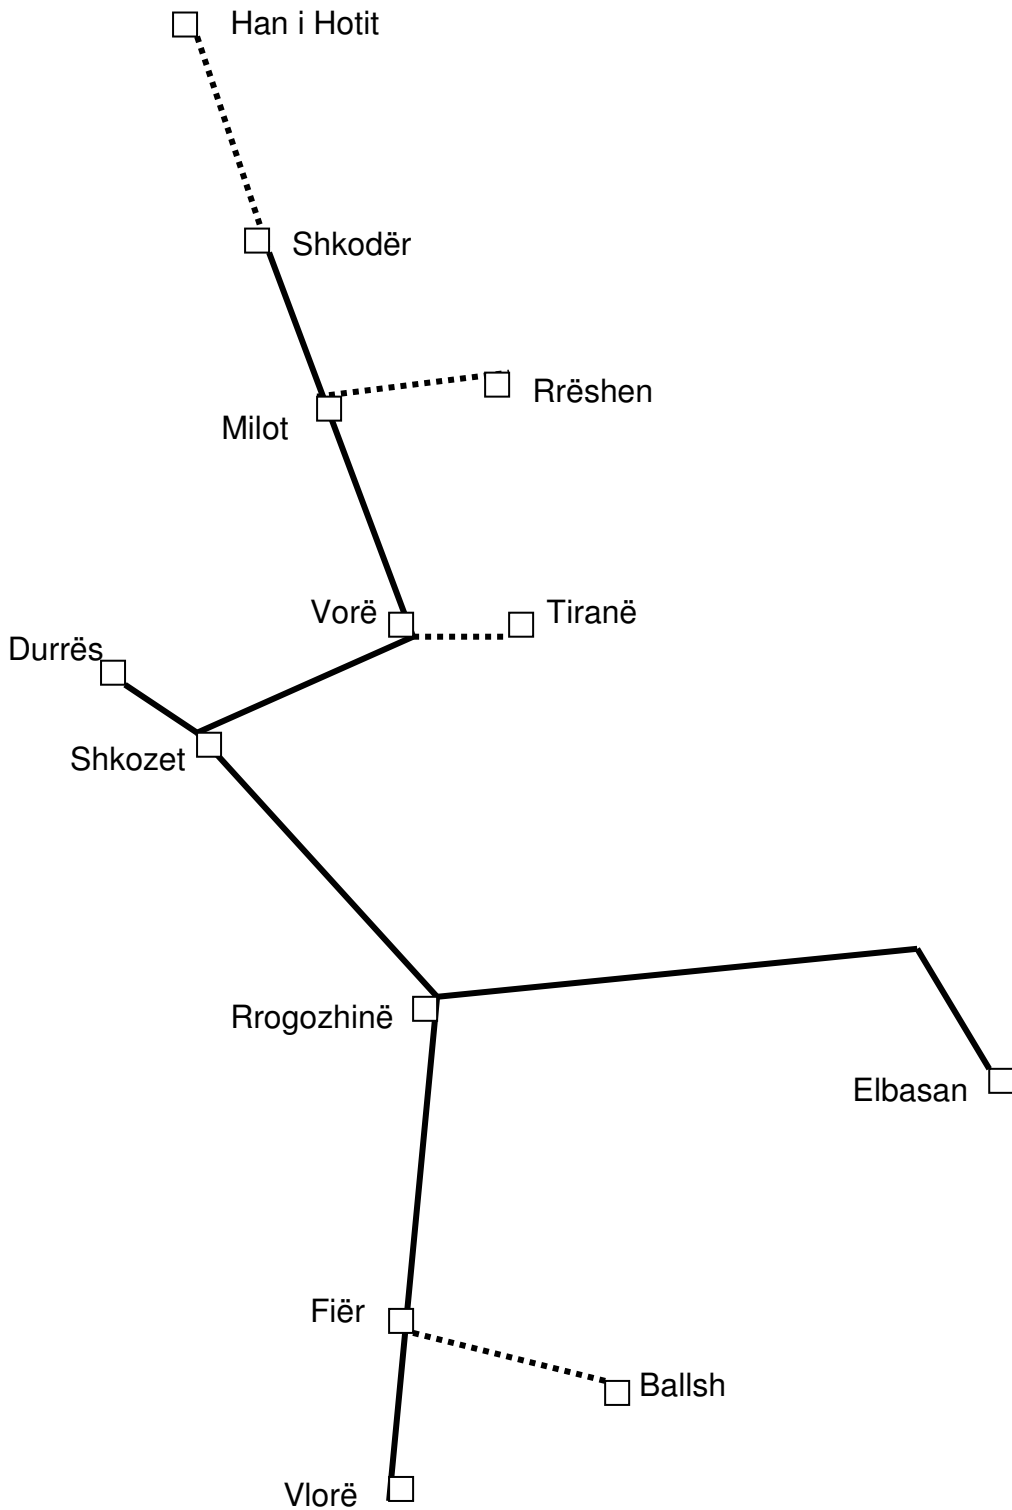 Han i Hotit
Shkodër
Rrëshen
Milot
Vorë
Tiranë
Durrës
Shkozet
Rrogozhinë
Elbasan
Fiër
Ballsh
Vlorë